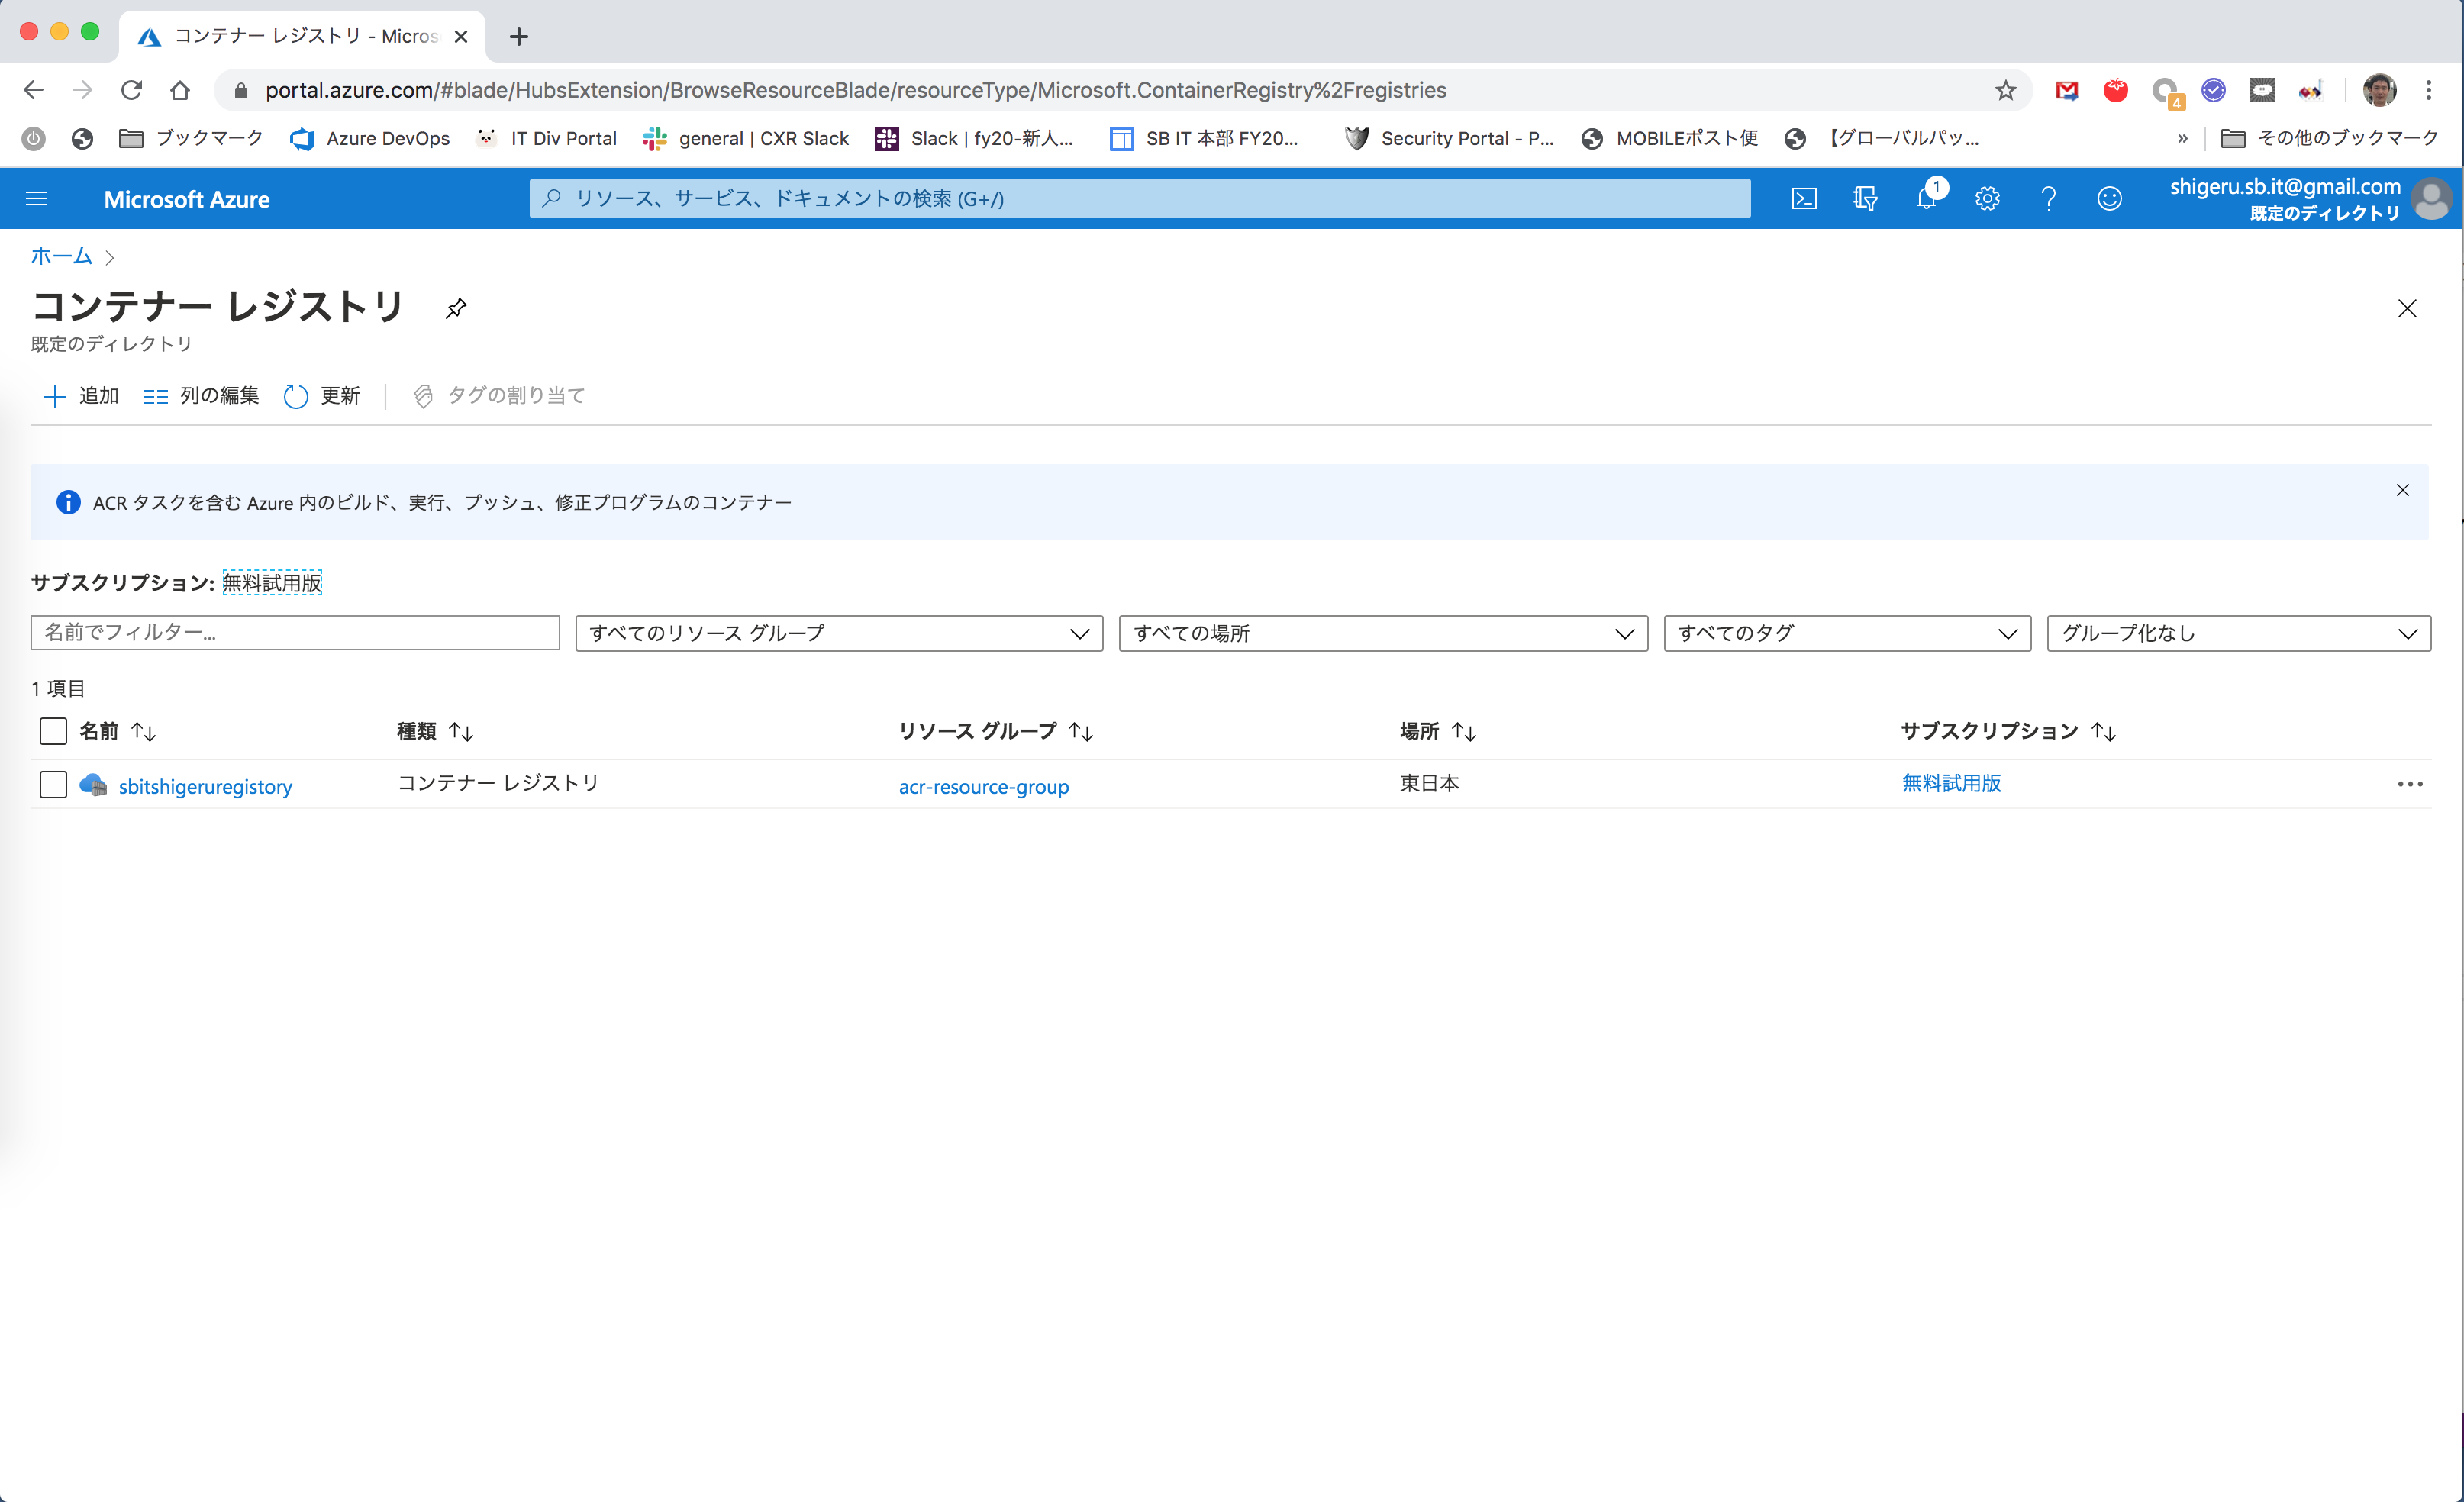 コンテナー レジストリ - Micros
portal.azure.com/#blade/HubsExtension/BrowseResourceBlade/resourceType/Microsoft.ContainerRegistry%2Fregistries
4
ブックマーク Azure DevOps IT Div Portal general | CXR Slack Slack | fy20-新人... SB IT 本部 FY20... Security Portal - P... MOBILEポスト便 【グローバルパッ... » その他のブックマーク
Microsoft Azure
リソース、サービス、ドキュメントの検索 (G+/)
1
shigeru.sb.it@gmail.com
既定のディレクトリ
ホーム >
コンテナー レジストリ
既定のディレクトリ
追加 列の編集 更新 タグの割り当て
ACR タスクを含む Azure 内のビルド、実行、プッシュ、修正プログラムのコンテナー
サブスクリプション: 無料試用版
名前でフィルター... すべてのリソース グループ すべての場所 すべてのタグ グループ化なし
1 項目
名前 ↑↓ 種類 ↑↓ リソース グループ ↑↓ 場所 ↑↓ サブスクリプション ↑↓
sbitshigeruregistory コンテナー レジストリ acr-resource-group 東日本 無料試用版